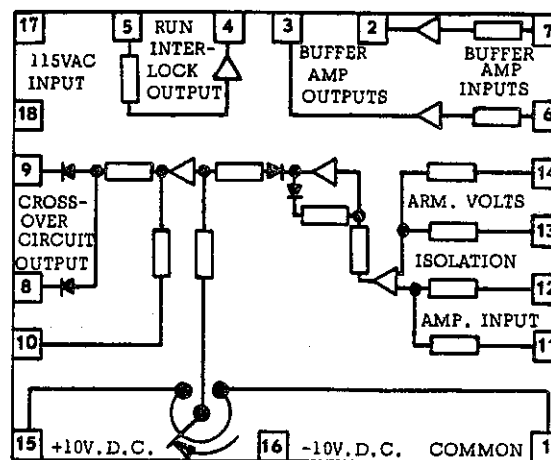 17
5
RUN
INTER-
LOCK
OUTPUT
4
3
2
7
115VAC
INPUT
BUFFER
AMP
OUTPUTS
BUFFER
AMP
INPUTS
18
6
9
14
ARM. VOLTS
CROSS-
OVER
CIRCUIT
OUTPUT
13
ISOLATION
8
12
AMP. INPUT
10
11
15
+10V.D.C.
16
-10V.D.C.
COMMON
1